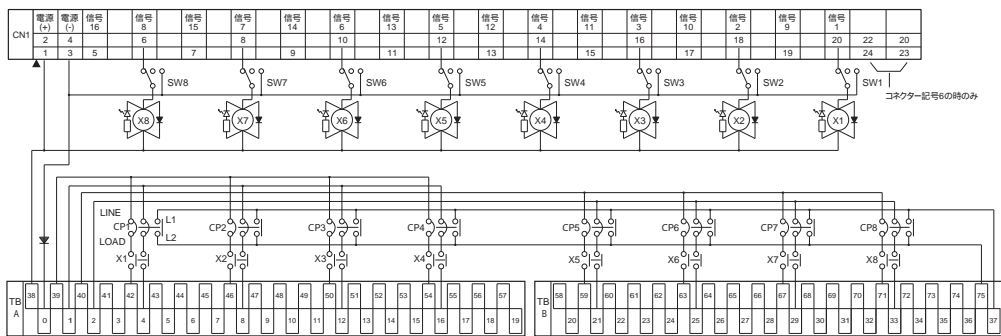 CN1 電源(+) 電源(-) 信号16 信号8 信号15 信号7 信号14 信号6 信号13 信号5 信号12 信号4 信号11 信号3 信号10 信号2 信号9 信号1
2 4 6 8 10 12 14 16 18 20 22 20
1 3 5 7 9 11 13 15 17 19 24 23
SW8 SW7 SW6 SW5 SW4 SW3 SW2 SW1
コネクター記号6の時のみ
X8 X7 X6 X5 X4 X3 X2 X1
LINE L1
CP1 CP2 CP3 CP4 CP5 CP6 CP7 CP8
LOAD L2
X1 X2 X3 X4 X5 X6 X7 X8
TB A 38 39 40 41 42 43 44 45 46 47 48 49 50 51 52 53 54 55 56 57
0 1 2 3 4 5 6 7 8 9 10 11 12 13 14 15 16 17 18 19
TB B 58 59 60 61 62 63 64 65 66 67 68 69 70 71 72 73 74 75
20 21 22 23 24 25 26 27 28 29 30 31 32 33 34 35 36 37